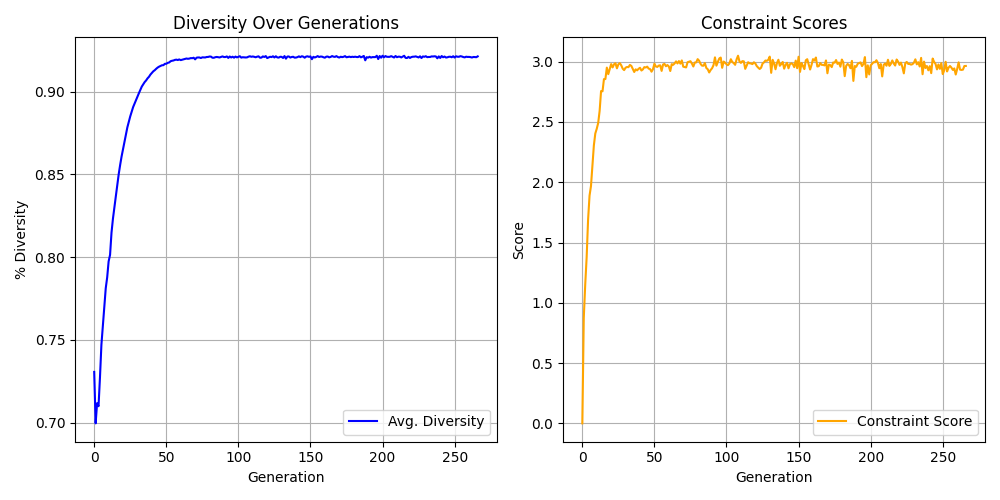 Diversity Over Generations
% Diversity
0.90
0.85
0.80
0.75
0.70
0 50 100 150 200 250
Generation
Avg. Diversity
Constraint Scores
Score
3.0
2.5
2.0
1.5
1.0
0.5
0.0
0 50 100 150 200 250
Generation
Constraint Score